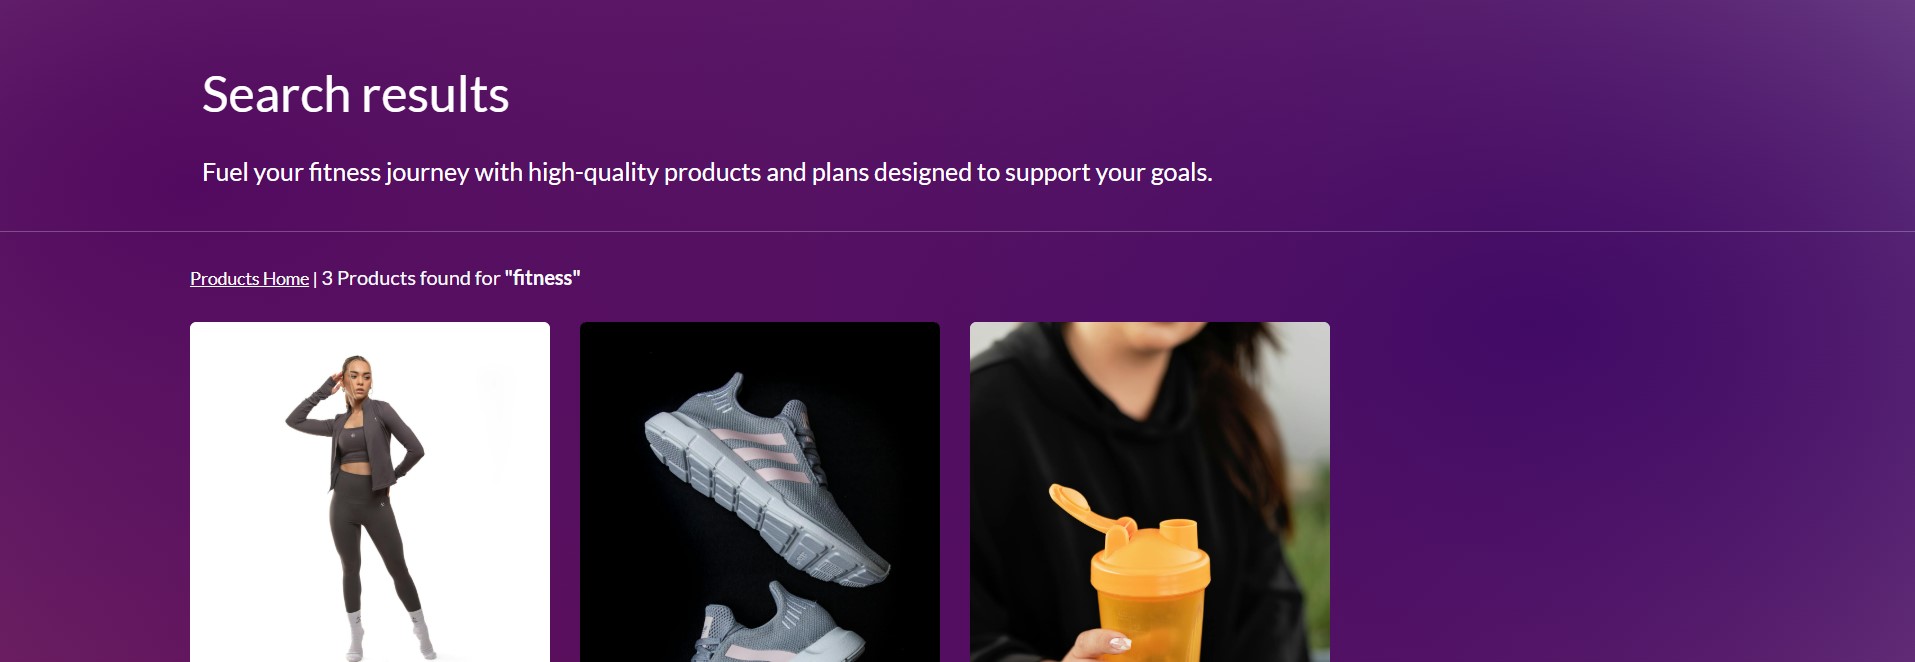 Search results
Fuel your fitness journey with high-quality products and plans designed to support your goals.
Products Home | 3 Products found for "fitness"